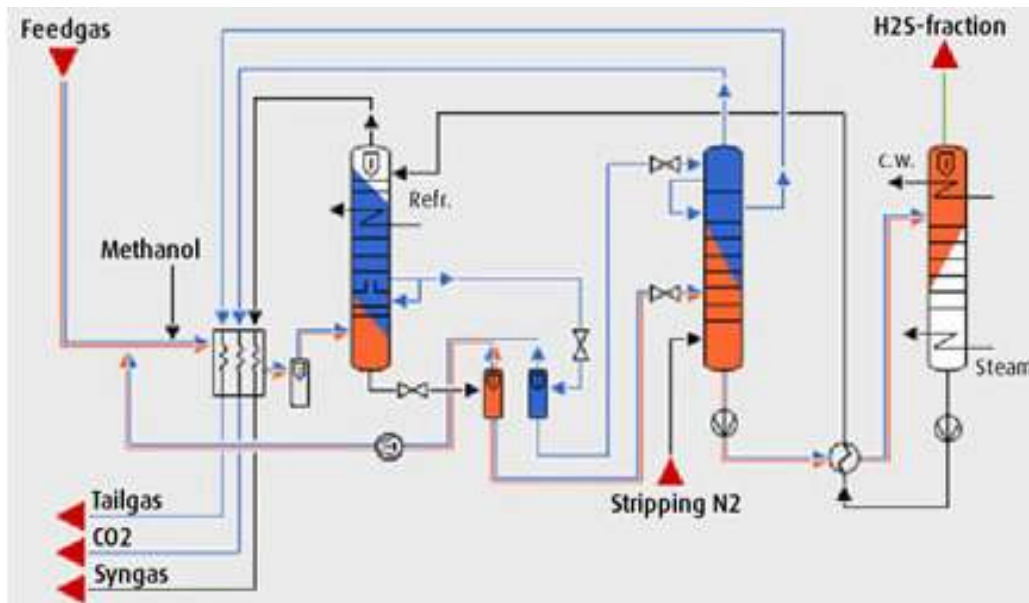 Feedgas
H2S-fraction
C.W.
Refr.
Methanol
Steam
Stripping N2
Tailgas
CO2
Syngas